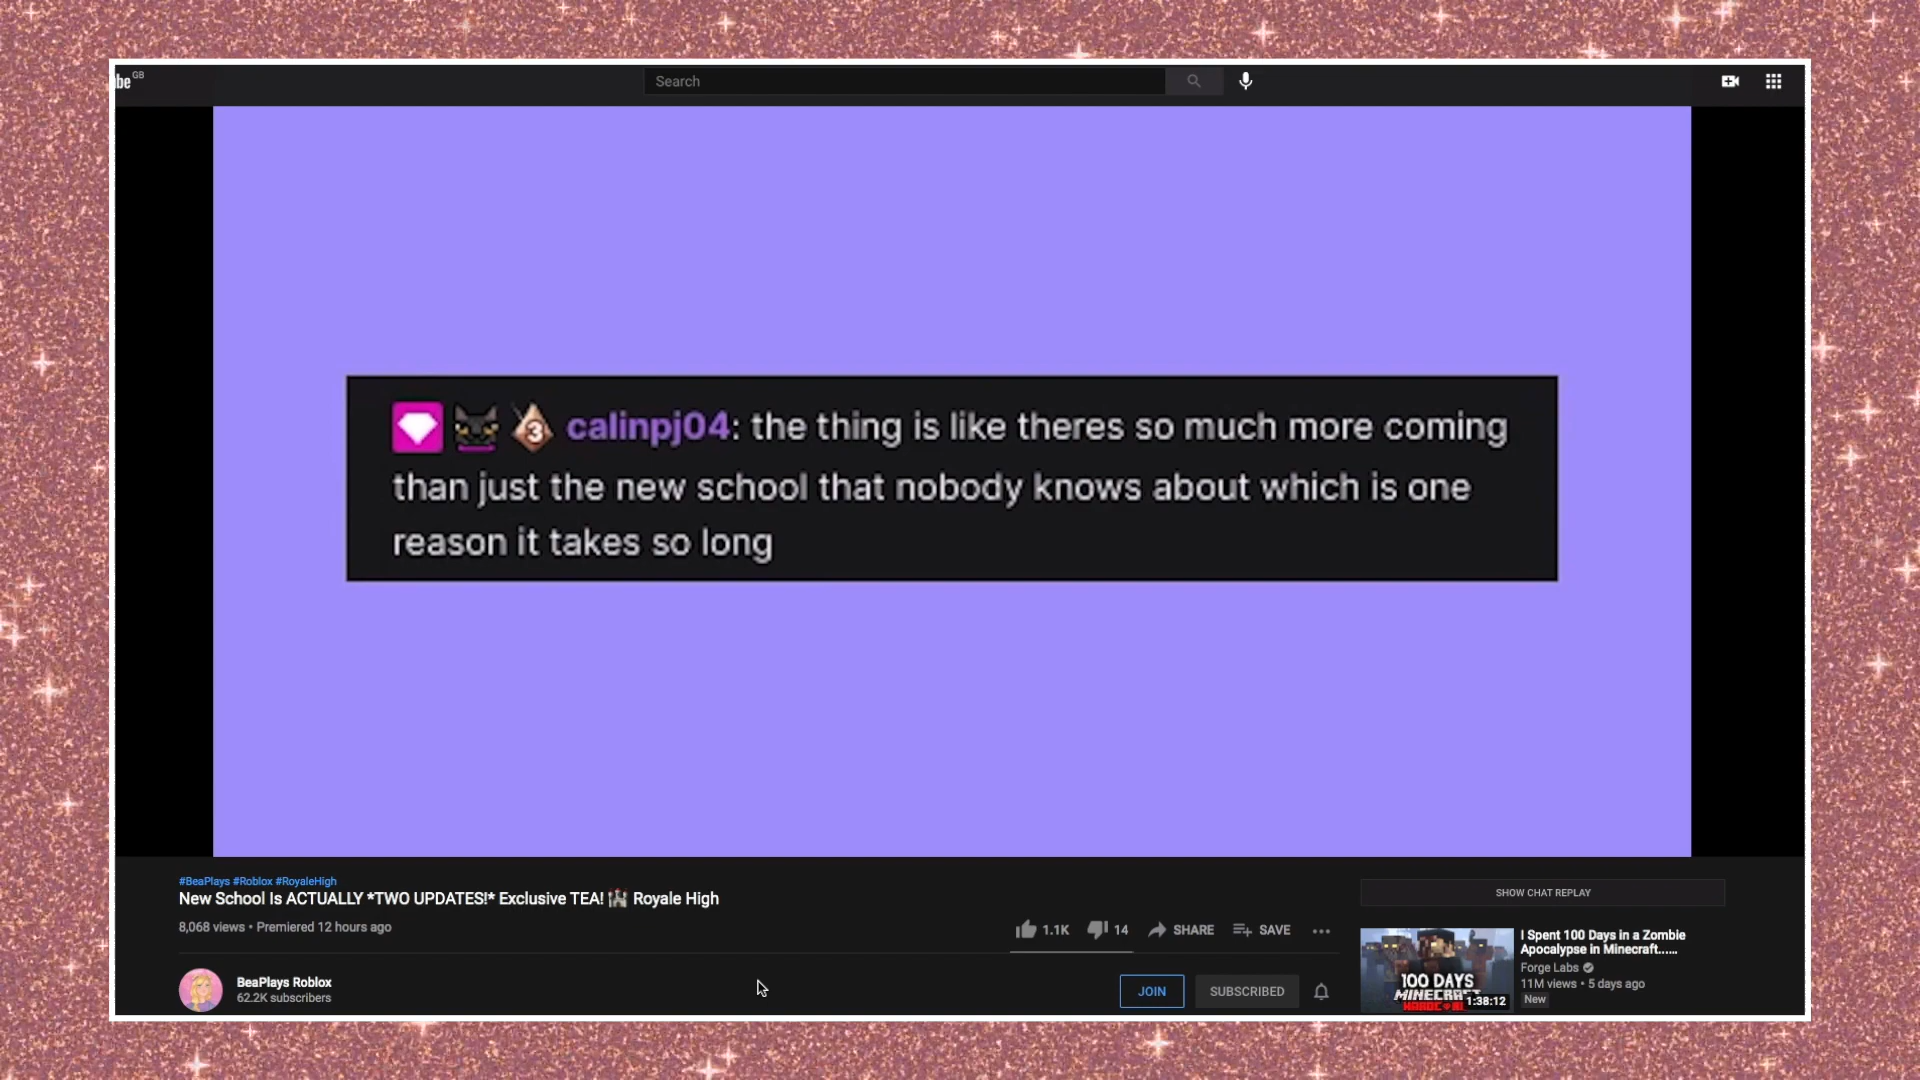 be GB
Search
3 calinpj04: the thing is like theres so much more coming
than just the new school that nobody knows about which is one
reason it takes so long
#BeaPlays #Roblox #RoyaleHigh
New School Is ACTUALLY *TWO UPDATES!* Exclusive TEA! 🏰 Royale High
8,068 views • Premiered 12 hours ago
1.1K 14 SHARE SAVE
BeaPlays Roblox
62.2K subscribers
JOIN SUBSCRIBED
SHOW CHAT REPLAY
100 DAYS
MINECRAFT
HARDCORE
1:38:12
I Spent 100 Days in a Zombie
Apocalypse in Minecraft......
Forge Labs
11M views • 5 days ago
New